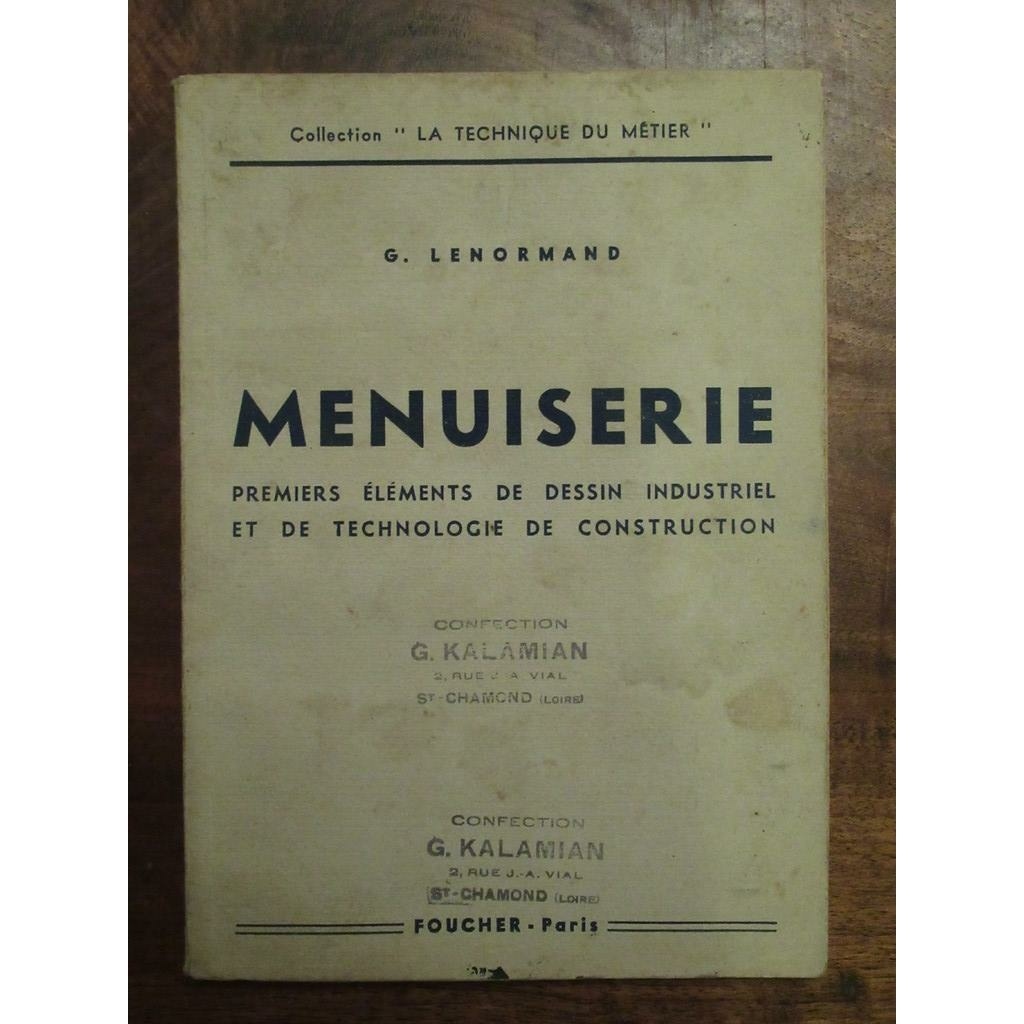 Collection " LA TECHNIQUE DU MÉTIER "
G. LENORMAND
MENUISERIE
PREMIERS ÉLÉMENTS DE DESSIN INDUSTRIEL
ET DE TECHNOLOGIE DE CONSTRUCTION
CONFECTION
G. KALAMIAN
2, RUE J.-A. VIAL
ST-CHAMOND (LOIRE)
CONFECTION
G. KALAMIAN
2, RUE J.-A. VIAL
ST-CHAMOND (LOIRE)
FOUCHER - Paris